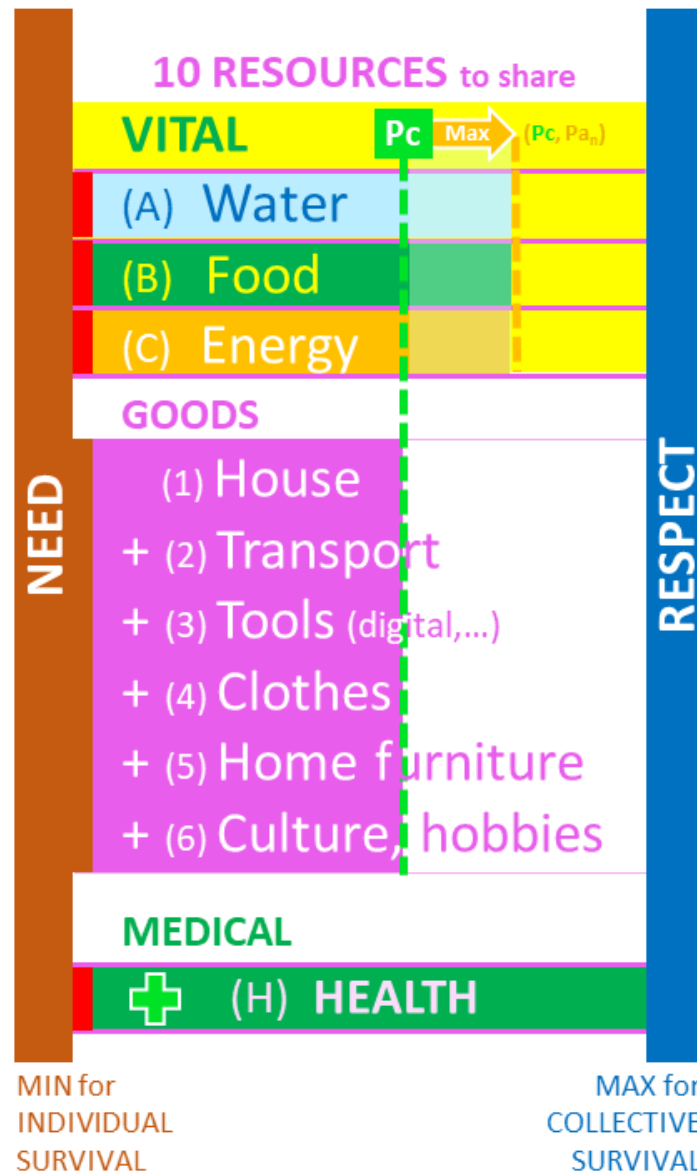 10 RESOURCES to share
VITAL Pc Max (Pc, Paₙ)
(A) Water
(B) Food
(C) Energy
GOODS
(1) House
+ (2) Transport
+ (3) Tools (digital,...)
+ (4) Clothes
+ (5) Home furniture
+ (6) Culture, hobbies
NEED
RESPECT
MEDICAL
(H) HEALTH
MIN for
INDIVIDUAL
SURVIVAL
MAX for
COLLECTIVE
SURVIVAL